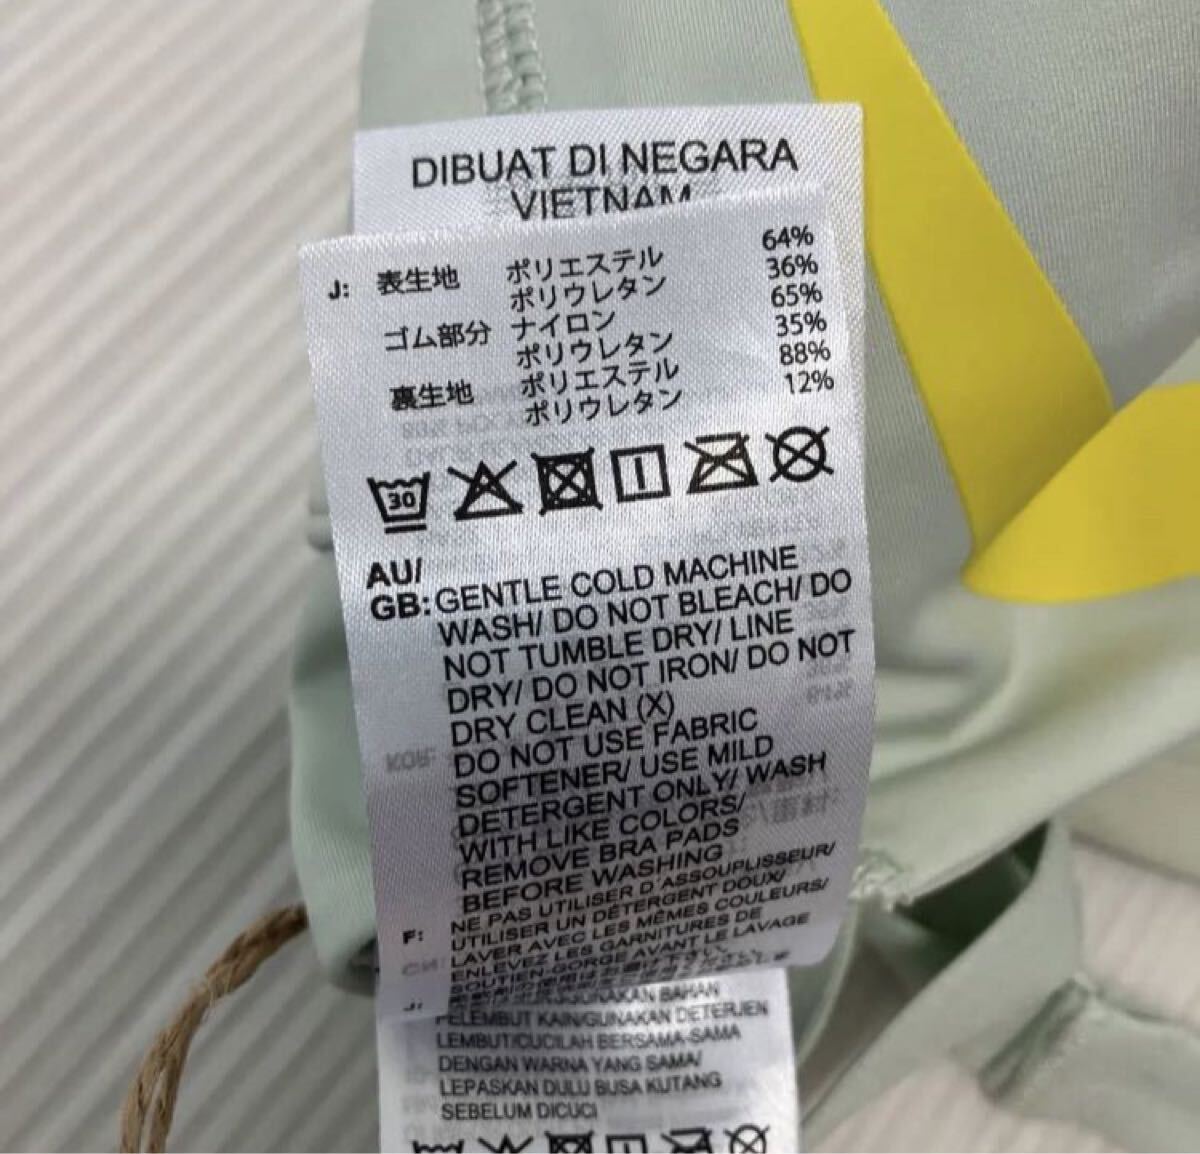 DIBUAT DI NEGARA
VIETNAM
J: 表生地 ポリエステル 64%
ポリウレタン 36%
ゴム部分 ナイロン 65%
ポリウレタン 35%
裏生地 ポリエステル 88%
ポリウレタン 12%
30
AU/
GB: GENTLE COLD MACHINE
WASH/ DO NOT BLEACH/ DO
NOT TUMBLE DRY/ LINE
DRY/ DO NOT IRON/ DO NOT
DRY CLEAN (X)
DO NOT USE FABRIC
SOFTENER/ USE MILD
DETERGENT ONLY/ WASH
WITH LIKE COLORS/
REMOVE BRA PADS
BEFORE WASHING
F: NE PAS UTILISER D'ASSOUPLISSEUR/
UTILISER UN DÉTERGENT DOUX/
LAVER AVEC LES MÊMES COULEURS/
ENLEVEZ LES GARNITURES DE
SOUTIEN-GORGE AVANT LE LAVAGE
J:
BAHAN
PELEMBUT KAIN/GUNAKAN DETERJEN
LEMBUT/CUCILAH BERSAMA-SAMA
DENGAN WARNA YANG SAMA/
LEPASKAN DULU BUSA KUTANG
SEBELUM DICUCI